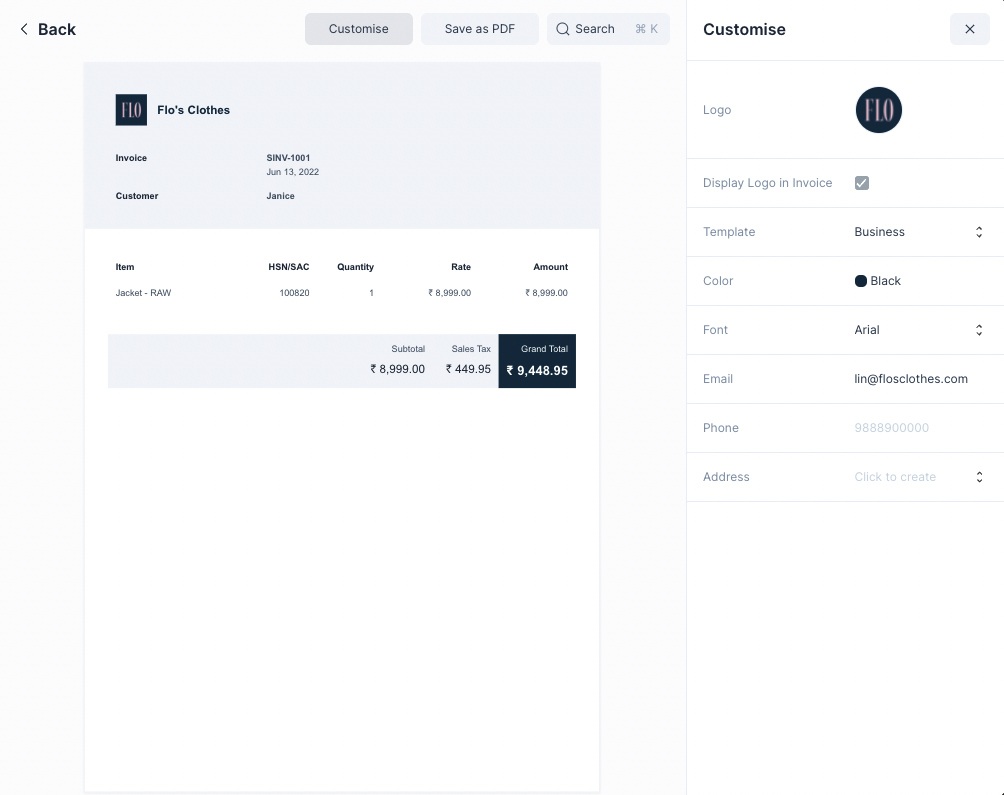 Back
Customise
Save as PDF
Search ⌘ K
FLO
Flo's Clothes
Invoice SINV-1001
Jun 13, 2022
Customer Janice
Item HSN/SAC Quantity Rate Amount
Jacket - RAW 100820 1 ₹ 8,999.00 ₹ 8,999.00
Subtotal Sales Tax Grand Total
₹ 8,999.00 ₹ 449.95 ₹ 9,448.95
Customise
Logo FLO
Display Logo in Invoice
Template Business
Color Black
Font Arial
Email lin@flosclothes.com
Phone 9888900000
Address Click to create